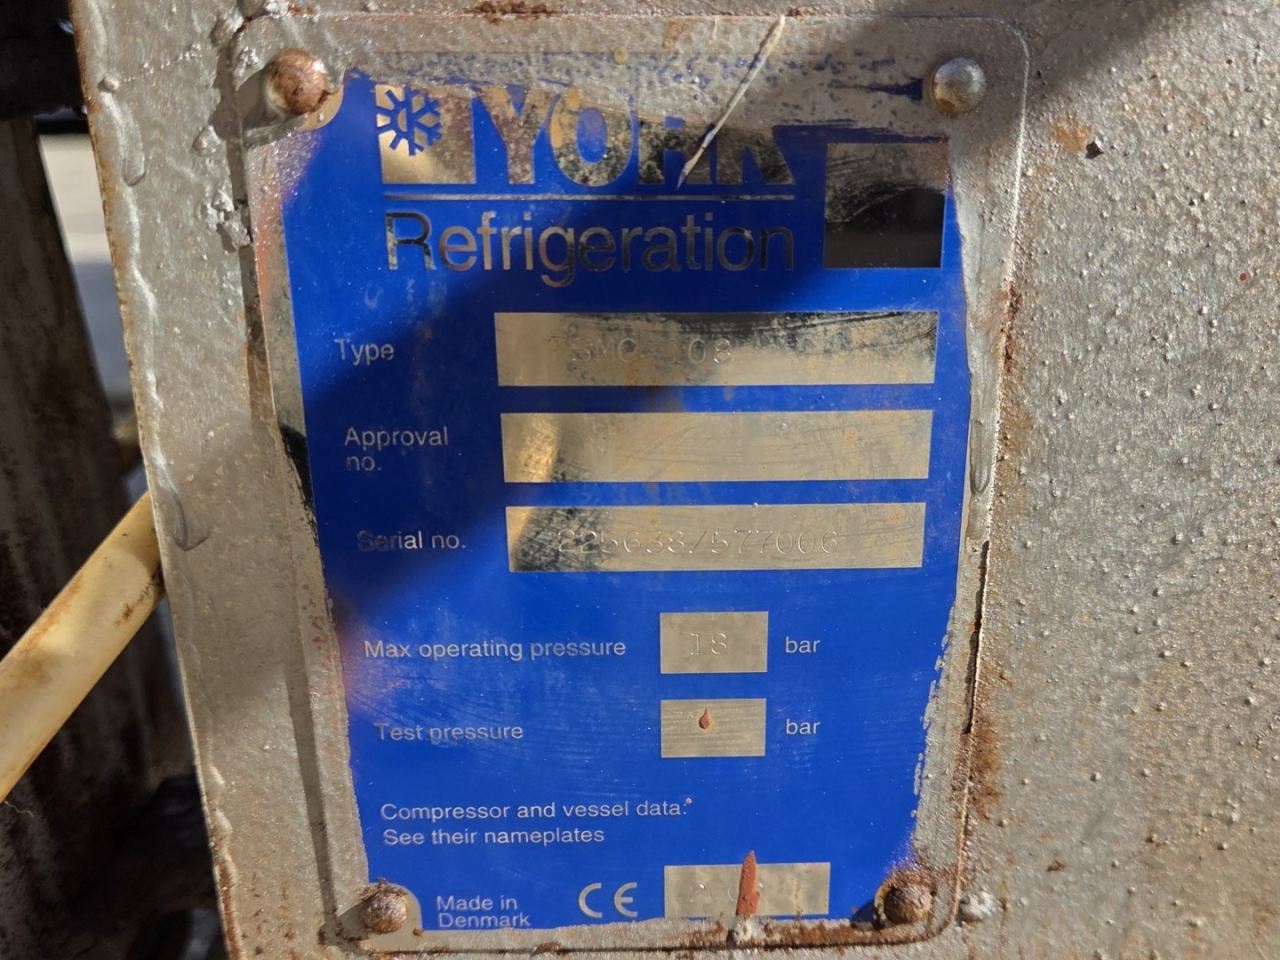 YORK
Refrigeration
Type TSMC 108
Approval
no.
Serial no. 225633/577006
Max operating pressure 18 bar
Test pressure bar
Compressor and vessel data:
See their nameplates
Made in
Denmark
CE